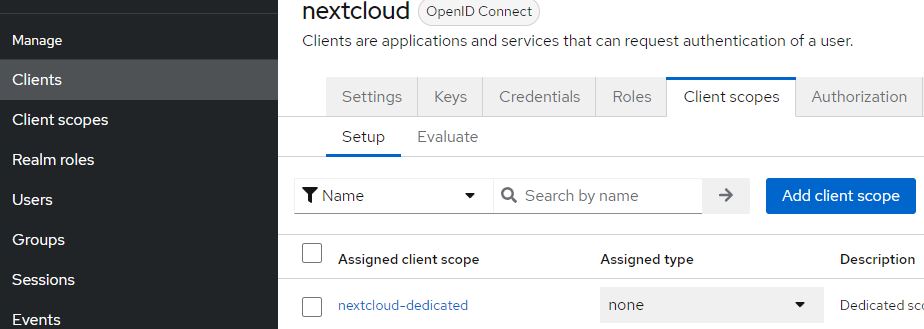 nextcloud OpenID Connect
Manage
Clients are applications and services that can request authentication of a user.
Clients
Client scopes
Realm roles
Users
Groups
Sessions
Events
Settings Keys Credentials Roles Client scopes Authorization
Setup Evaluate
Name Search by name Add client scope
Assigned client scope Assigned type Description
nextcloud-dedicated none Dedicated sco